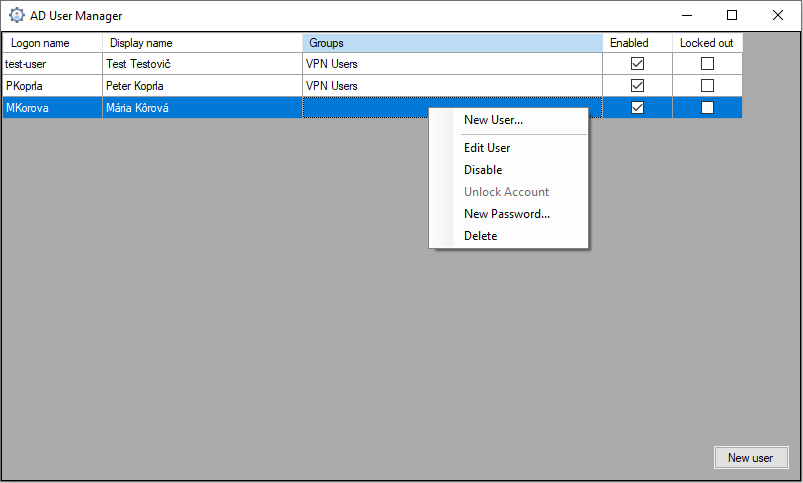 AD User Manager
Logon name Display name Groups Enabled Locked out
test-user Test Testovič VPN Users
PKoprla Peter Koprla VPN Users
MKorova Mária Kôrová
New User...
Edit User
Disable
Unlock Account
New Password...
Delete
New user